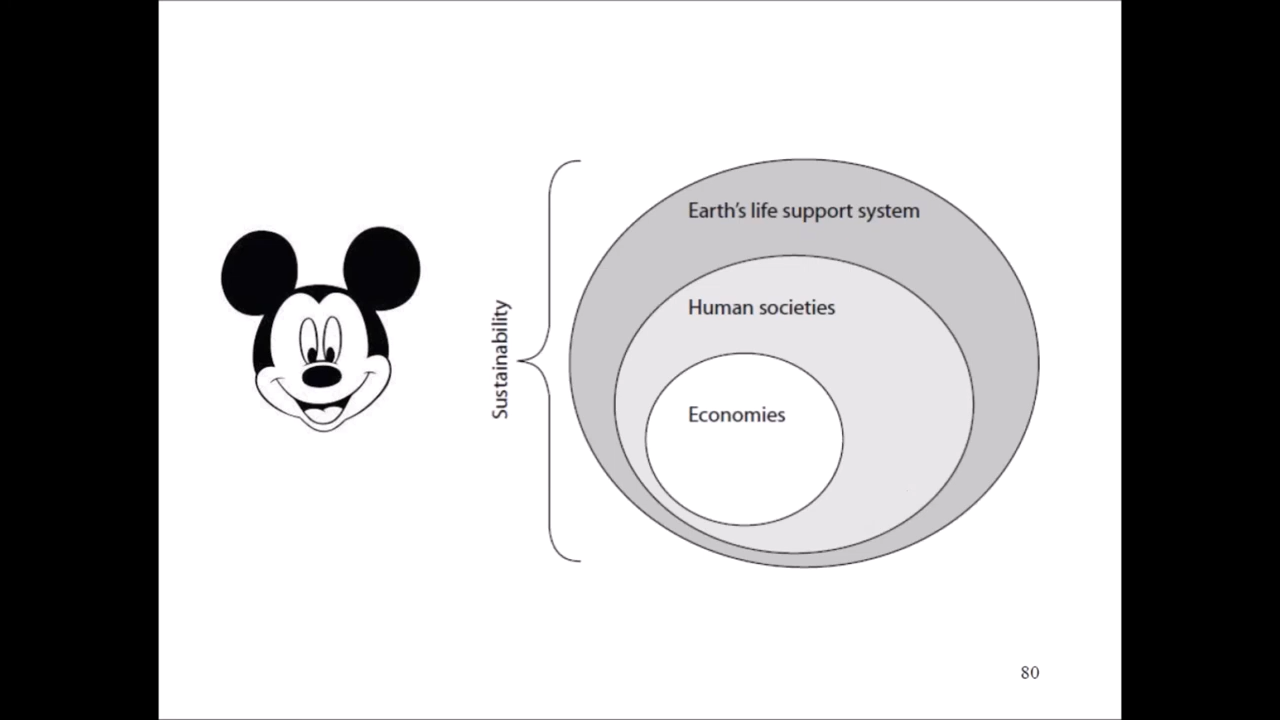 Sustainability
Earth’s life support system
Human societies
Economies
80